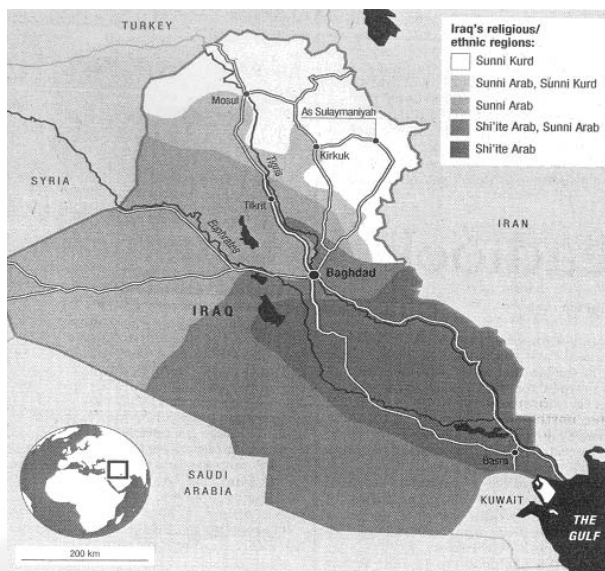 TURKEY
Iraq's religious/
ethnic regions:
Sunni Kurd
Sunni Arab, Sunni Kurd
Sunni Arab
Shi'ite Arab, Sunni Arab
Shi'ite Arab
Mosul
As Sulaymaniyah
Kirkuk
Tigris
SYRIA
Tikrit
Euphrates
IRAN
Baghdad
IRAQ
SAUDI
ARABIA
Basra
KUWAIT
THE
GULF
200 km